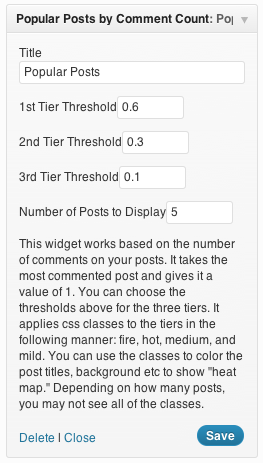 Popular Posts by Comment Count: Pop
Title
Popular Posts
1st Tier Threshold 0.6
2nd Tier Threshold 0.3
3rd Tier Threshold 0.1
Number of Posts to Display 5
This widget works based on the number
of comments on your posts. It takes the
most commented post and gives it a
value of 1. You can choose the
thresholds above for the three tiers. It
applies css classes to the tiers in the
following manner: fire, hot, medium, and
mild. You can use the classes to color the
post titles, background etc to show "heat
map." Depending on how many posts,
you may not see all of the classes.
Delete | Close Save